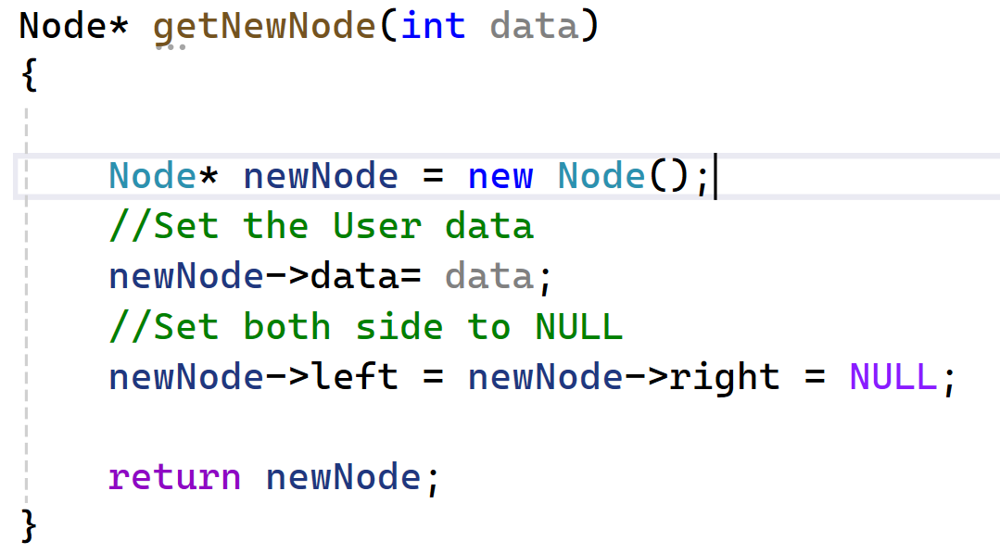 Node* getNewNode(int data)
{
Node* newNode = new Node();
//Set the User data
newNode->data= data;
//Set both side to NULL
newNode->left = newNode->right = NULL;
return newNode;
}